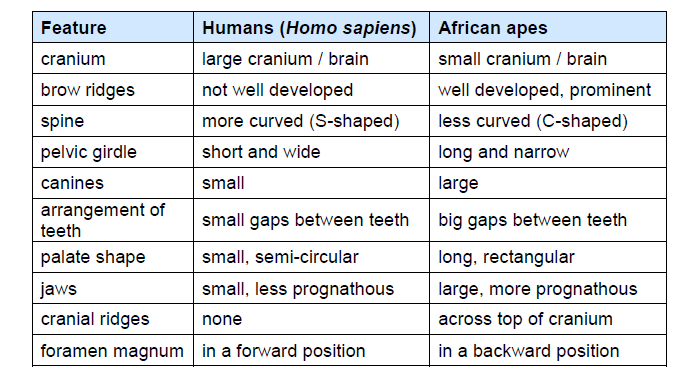 Feature Humans (Homo sapiens) African apes
cranium large cranium / brain small cranium / brain
brow ridges not well developed well developed, prominent
spine more curved (S-shaped) less curved (C-shaped)
pelvic girdle short and wide long and narrow
canines small large
arrangement of
teeth small gaps between teeth big gaps between teeth
palate shape small, semi-circular long, rectangular
jaws small, less prognathous large, more prognathous
cranial ridges none across top of cranium
foramen magnum in a forward position in a backward position